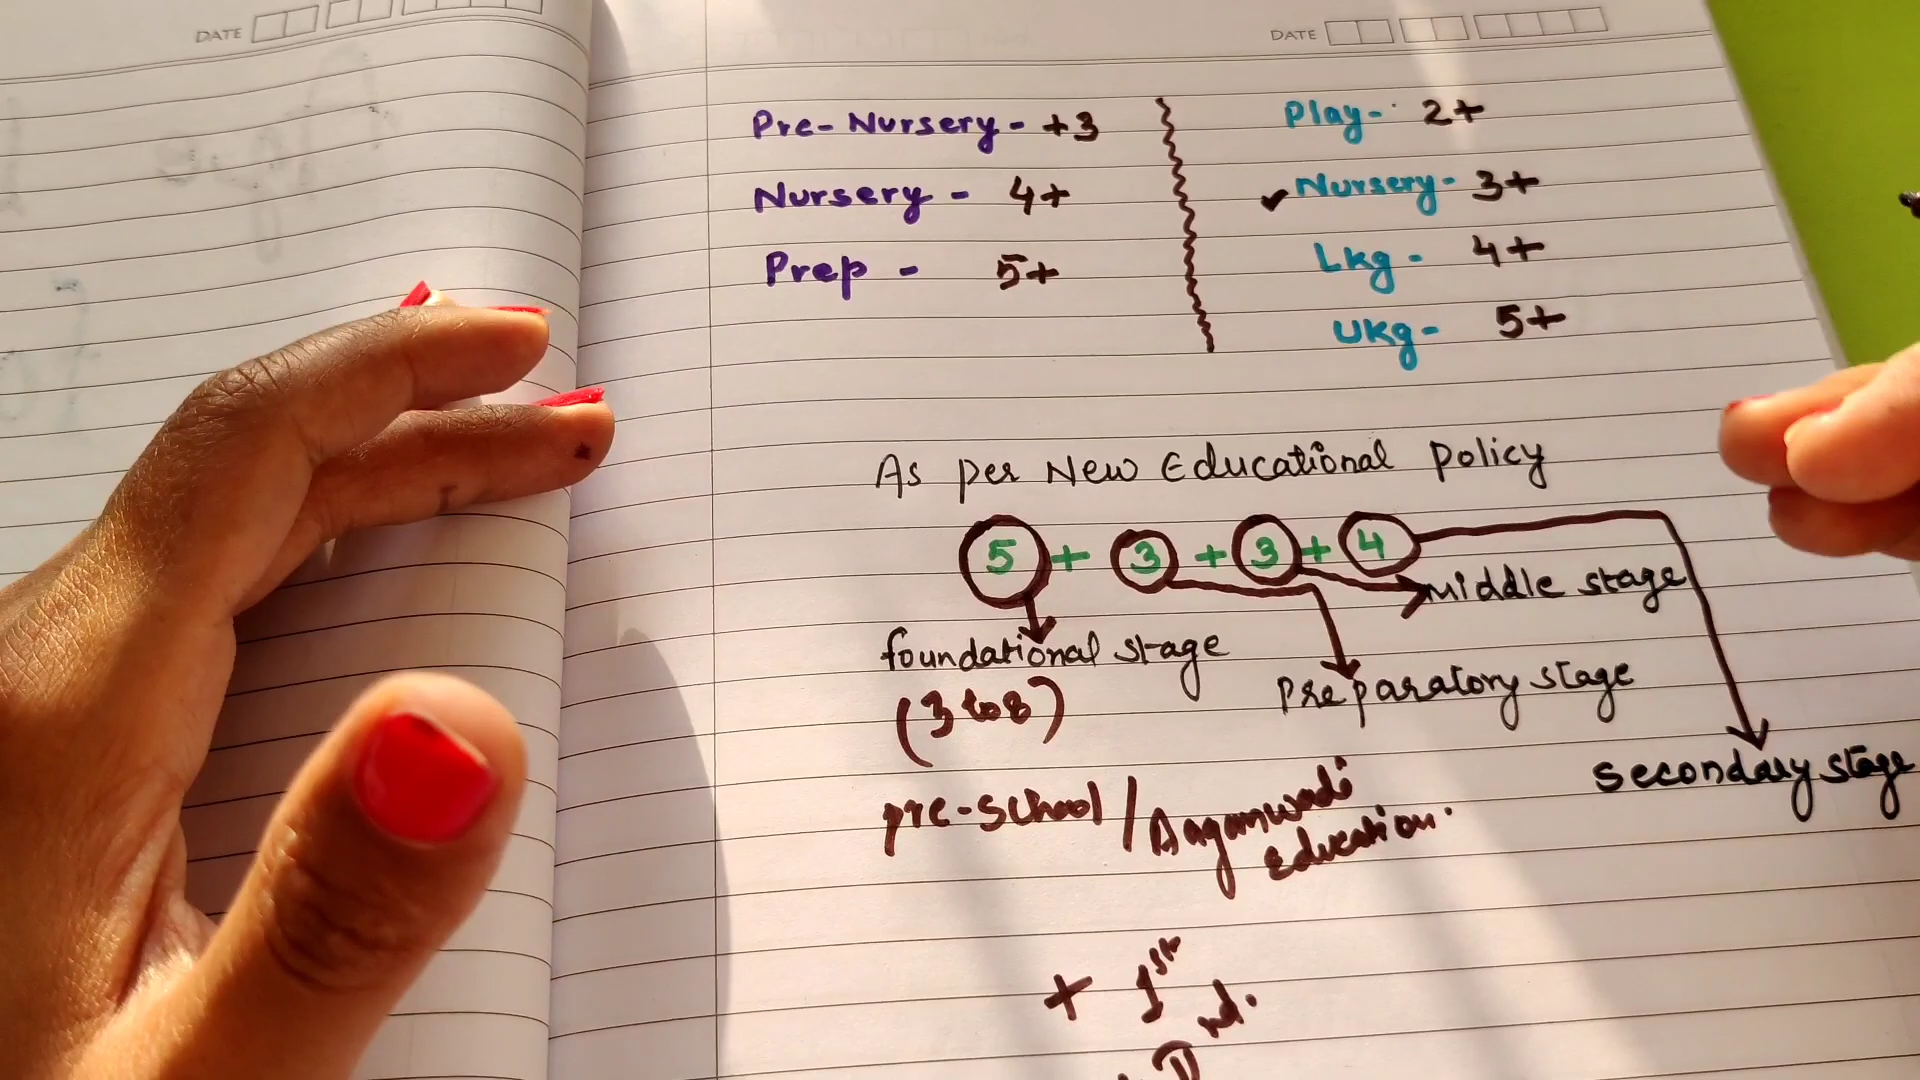 DATE
DATE
Pre-Nursery - +3
Nursery - 4+
Prep - 5+
Play- 2+
Nursery- 3+
Lkg - 4+
Ukg- 5+
As per New Educational policy
5 + 3 + 3 + 4
Middle stage
foundational stage
(3 to 8)
Preparatory stage
Secondary stage
pre-school / Aaganwadi
Education.
+ 1st
nd.
II